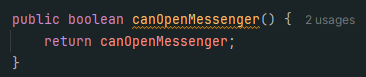 public boolean canOpenMessenger() { 2 usages
    return canOpenMessenger;
}